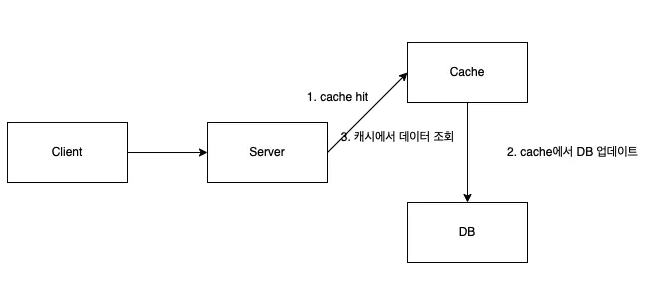 Cache
1. cache hit
3. 캐시에서 데이터 조회
Client
Server
2. cache에서 DB 업데이트
DB